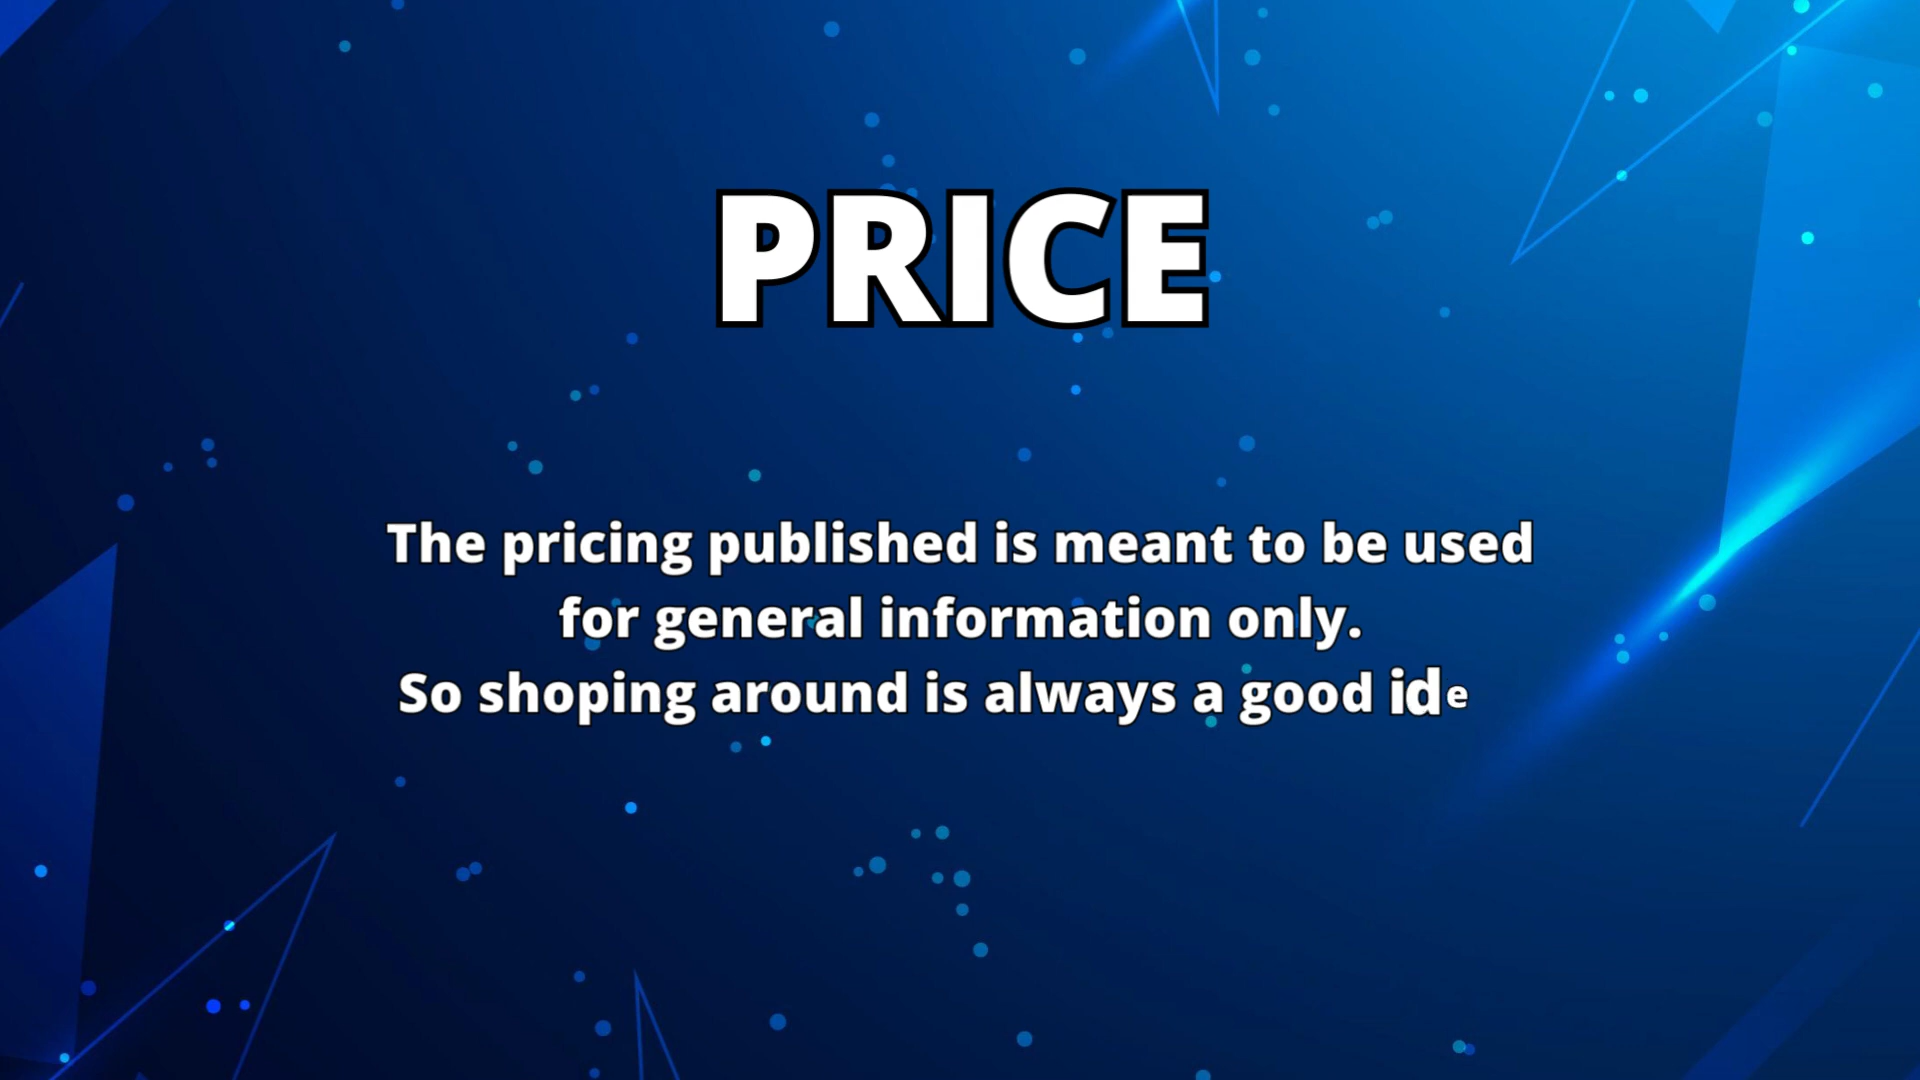 PRICE
The pricing published is meant to be used
for general information only.
So shoping around is always a good ide